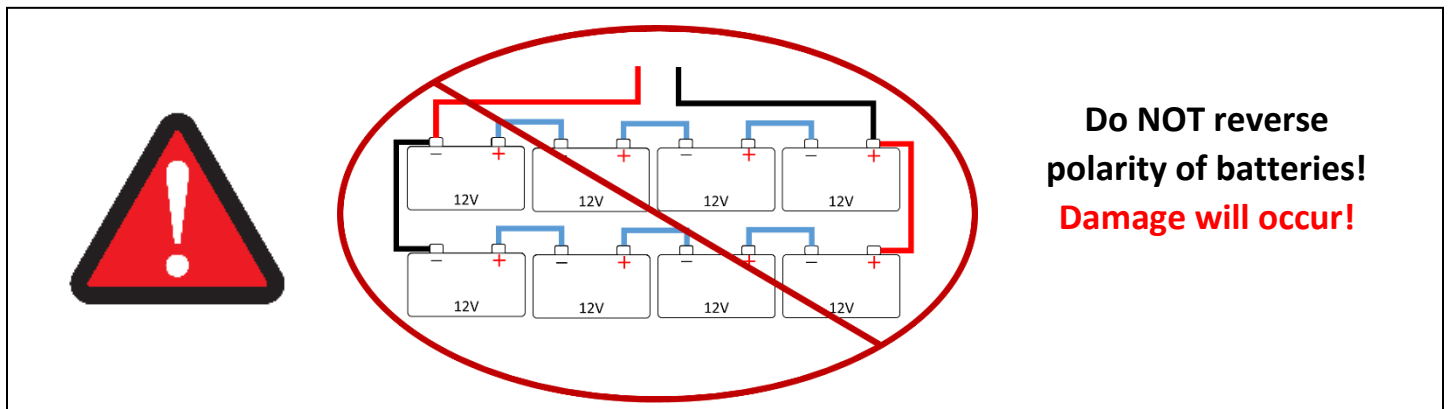 Do NOT reverse
polarity of batteries!
Damage will occur!
− + − + − + − +
12V 12V 12V 12V
− + − + − + − +
12V 12V 12V 12V